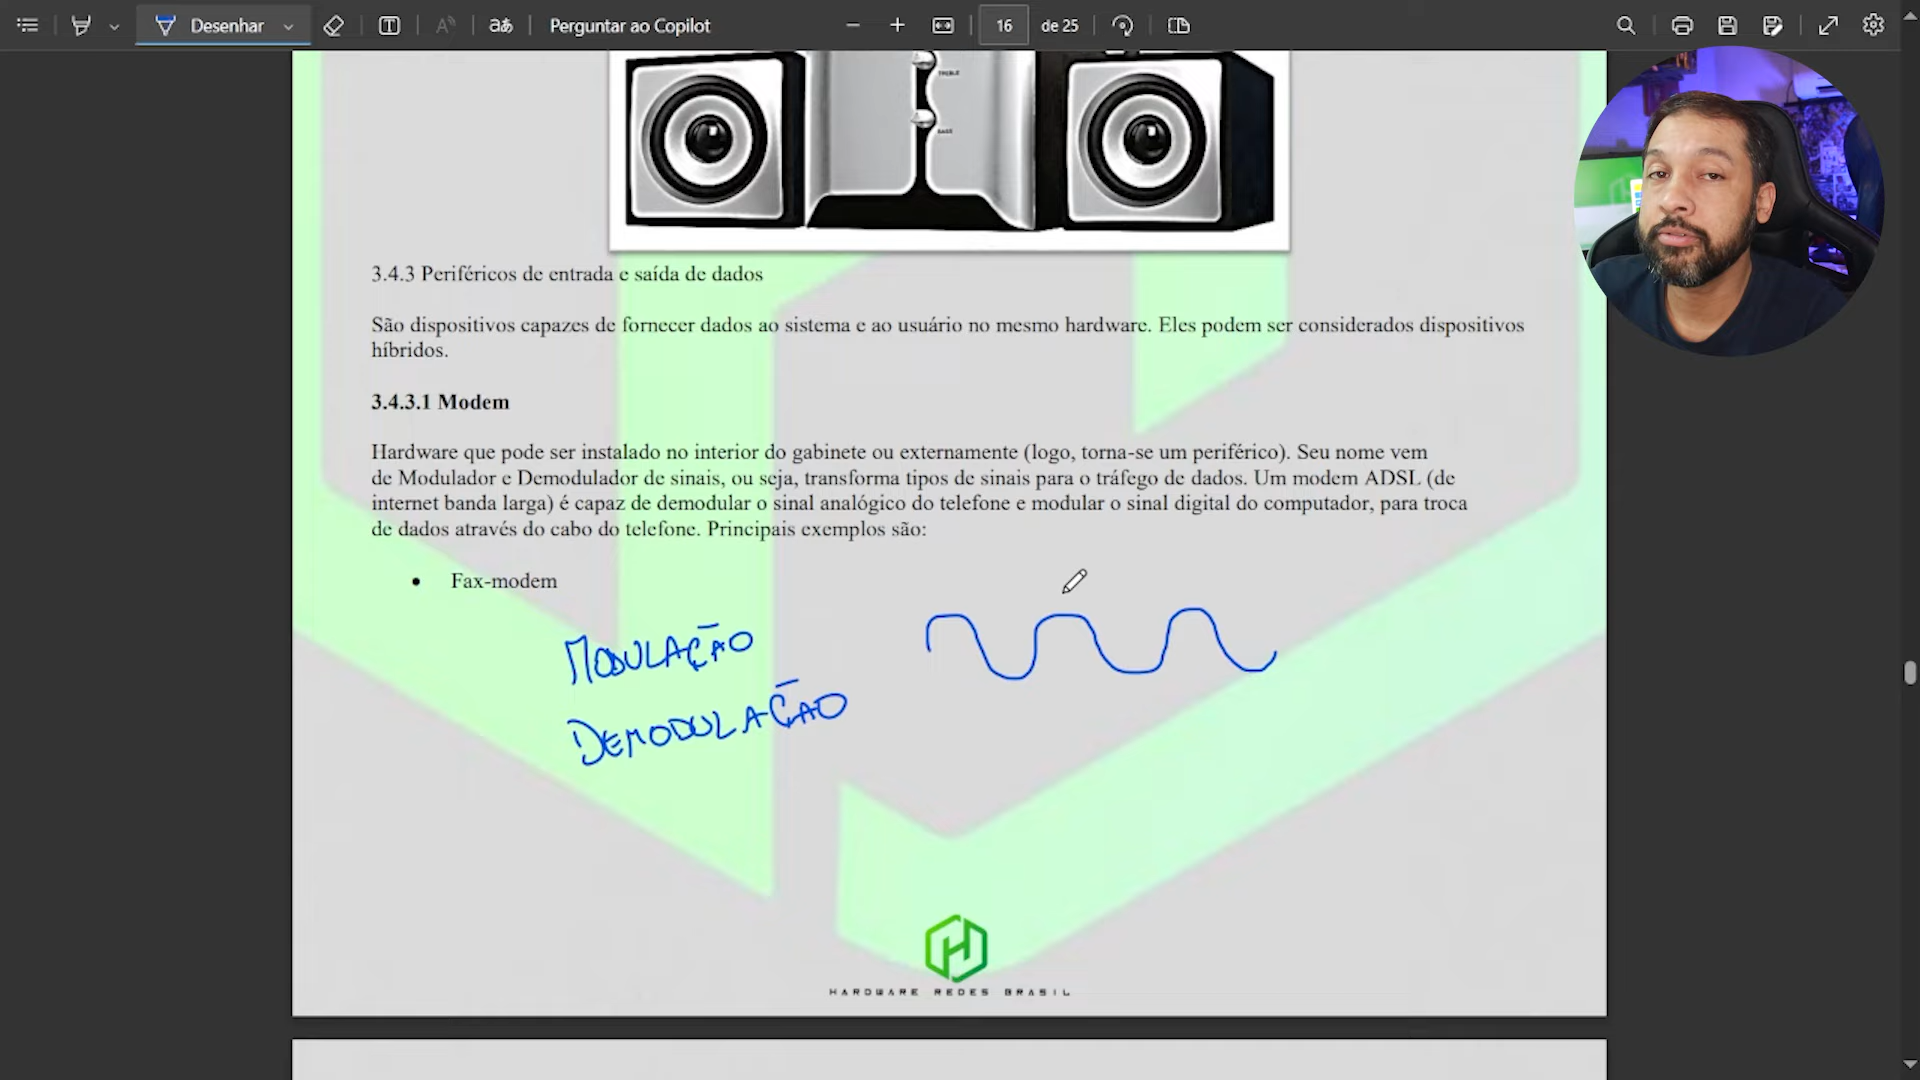 Desenhar
aあ
Perguntar ao Copilot
16
de 25
TREBLE
BASS
3.4.3 Periféricos de entrada e saída de dados
São dispositivos capazes de fornecer dados ao sistema e ao usuário no mesmo hardware. Eles podem ser considerados dispositivos
híbridos.
3.4.3.1 Modem
Hardware que pode ser instalado no interior do gabinete ou externamente (logo, torna-se um periférico). Seu nome vem
de Modulador e Demodulador de sinais, ou seja, transforma tipos de sinais para o tráfego de dados. Um modem ADSL (de
internet banda larga) é capaz de demodular o sinal analógico do telefone e modular o sinal digital do computador, para troca
de dados através do cabo do telefone. Principais exemplos são:
• Fax-modem
MODULAÇÃO
DEMODULAÇÃO
HARDWARE REDES BRASIL